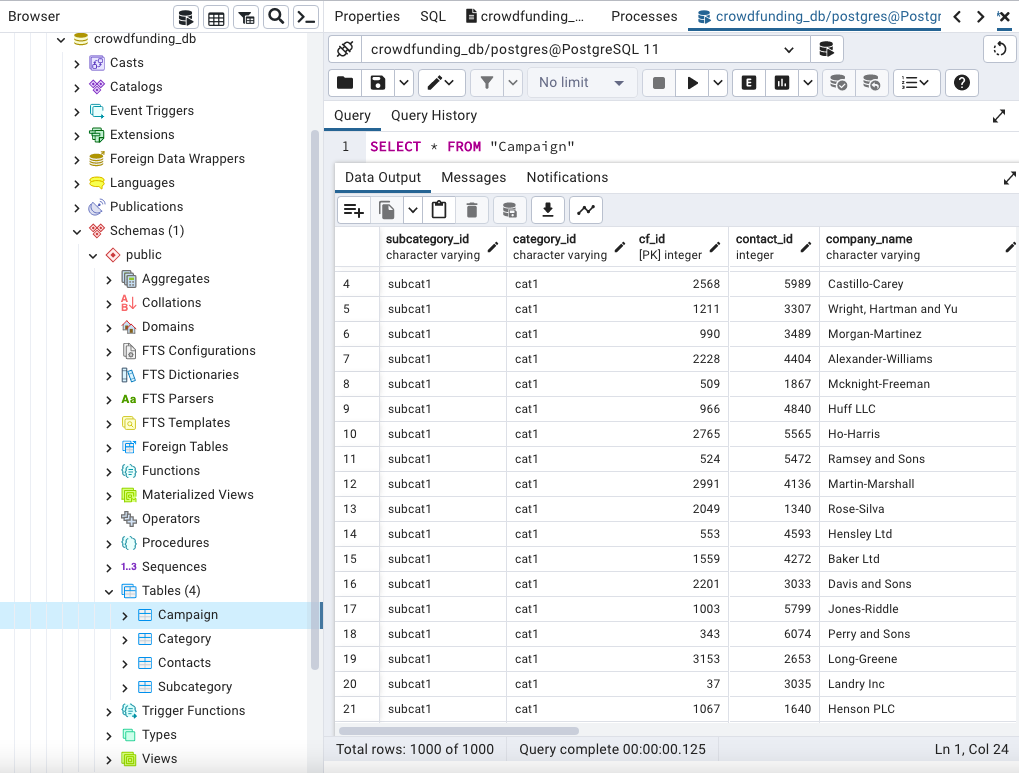 Browser
crowdfunding_db
Casts
Catalogs
Event Triggers
Extensions
Foreign Data Wrappers
Languages
Publications
Schemas (1)
public
Aggregates
Collations
Domains
FTS Configurations
FTS Dictionaries
Aa FTS Parsers
FTS Templates
Foreign Tables
Functions
Materialized Views
Operators
Procedures
1..3 Sequences
Tables (4)
Campaign
Category
Contacts
Subcategory
Trigger Functions
Types
Views
Properties SQL crowdfunding_... Processes crowdfunding_db/postgres@Postgr
crowdfunding_db/postgres@PostgreSQL 11
No limit E
Query Query History
1 SELECT * FROM "Campaign"
Data Output Messages Notifications
subcategory_id category_id cf_id contact_id company_name
character varying character varying [PK] integer integer character varying
4 subcat1 cat1 2568 5989 Castillo-Carey
5 subcat1 cat1 1211 3307 Wright, Hartman and Yu
6 subcat1 cat1 990 3489 Morgan-Martinez
7 subcat1 cat1 2228 4404 Alexander-Williams
8 subcat1 cat1 509 1867 Mcknight-Freeman
9 subcat1 cat1 966 4840 Huff LLC
10 subcat1 cat1 2765 5565 Ho-Harris
11 subcat1 cat1 524 5472 Ramsey and Sons
12 subcat1 cat1 2991 4136 Martin-Marshall
13 subcat1 cat1 2049 1340 Rose-Silva
14 subcat1 cat1 553 4593 Hensley Ltd
15 subcat1 cat1 1559 4272 Baker Ltd
16 subcat1 cat1 2201 3033 Davis and Sons
17 subcat1 cat1 1003 5799 Jones-Riddle
18 subcat1 cat1 343 6074 Perry and Sons
19 subcat1 cat1 3153 2653 Long-Greene
20 subcat1 cat1 37 3035 Landry Inc
21 subcat1 cat1 1067 1640 Henson PLC
Total rows: 1000 of 1000 Query complete 00:00:00.125 Ln 1, Col 24